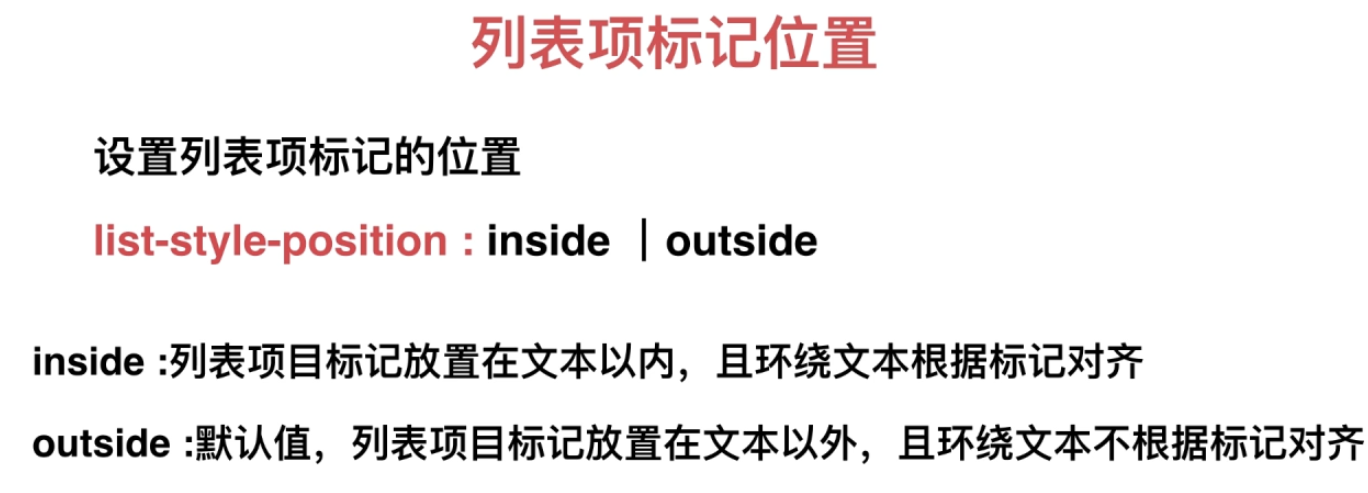 列表项标记位置
设置列表项标记的位置
list-style-position : inside ｜outside
inside :列表项目标记放置在文本以内，且环绕文本根据标记对齐
outside :默认值，列表项目标记放置在文本以外，且环绕文本不根据标记对齐